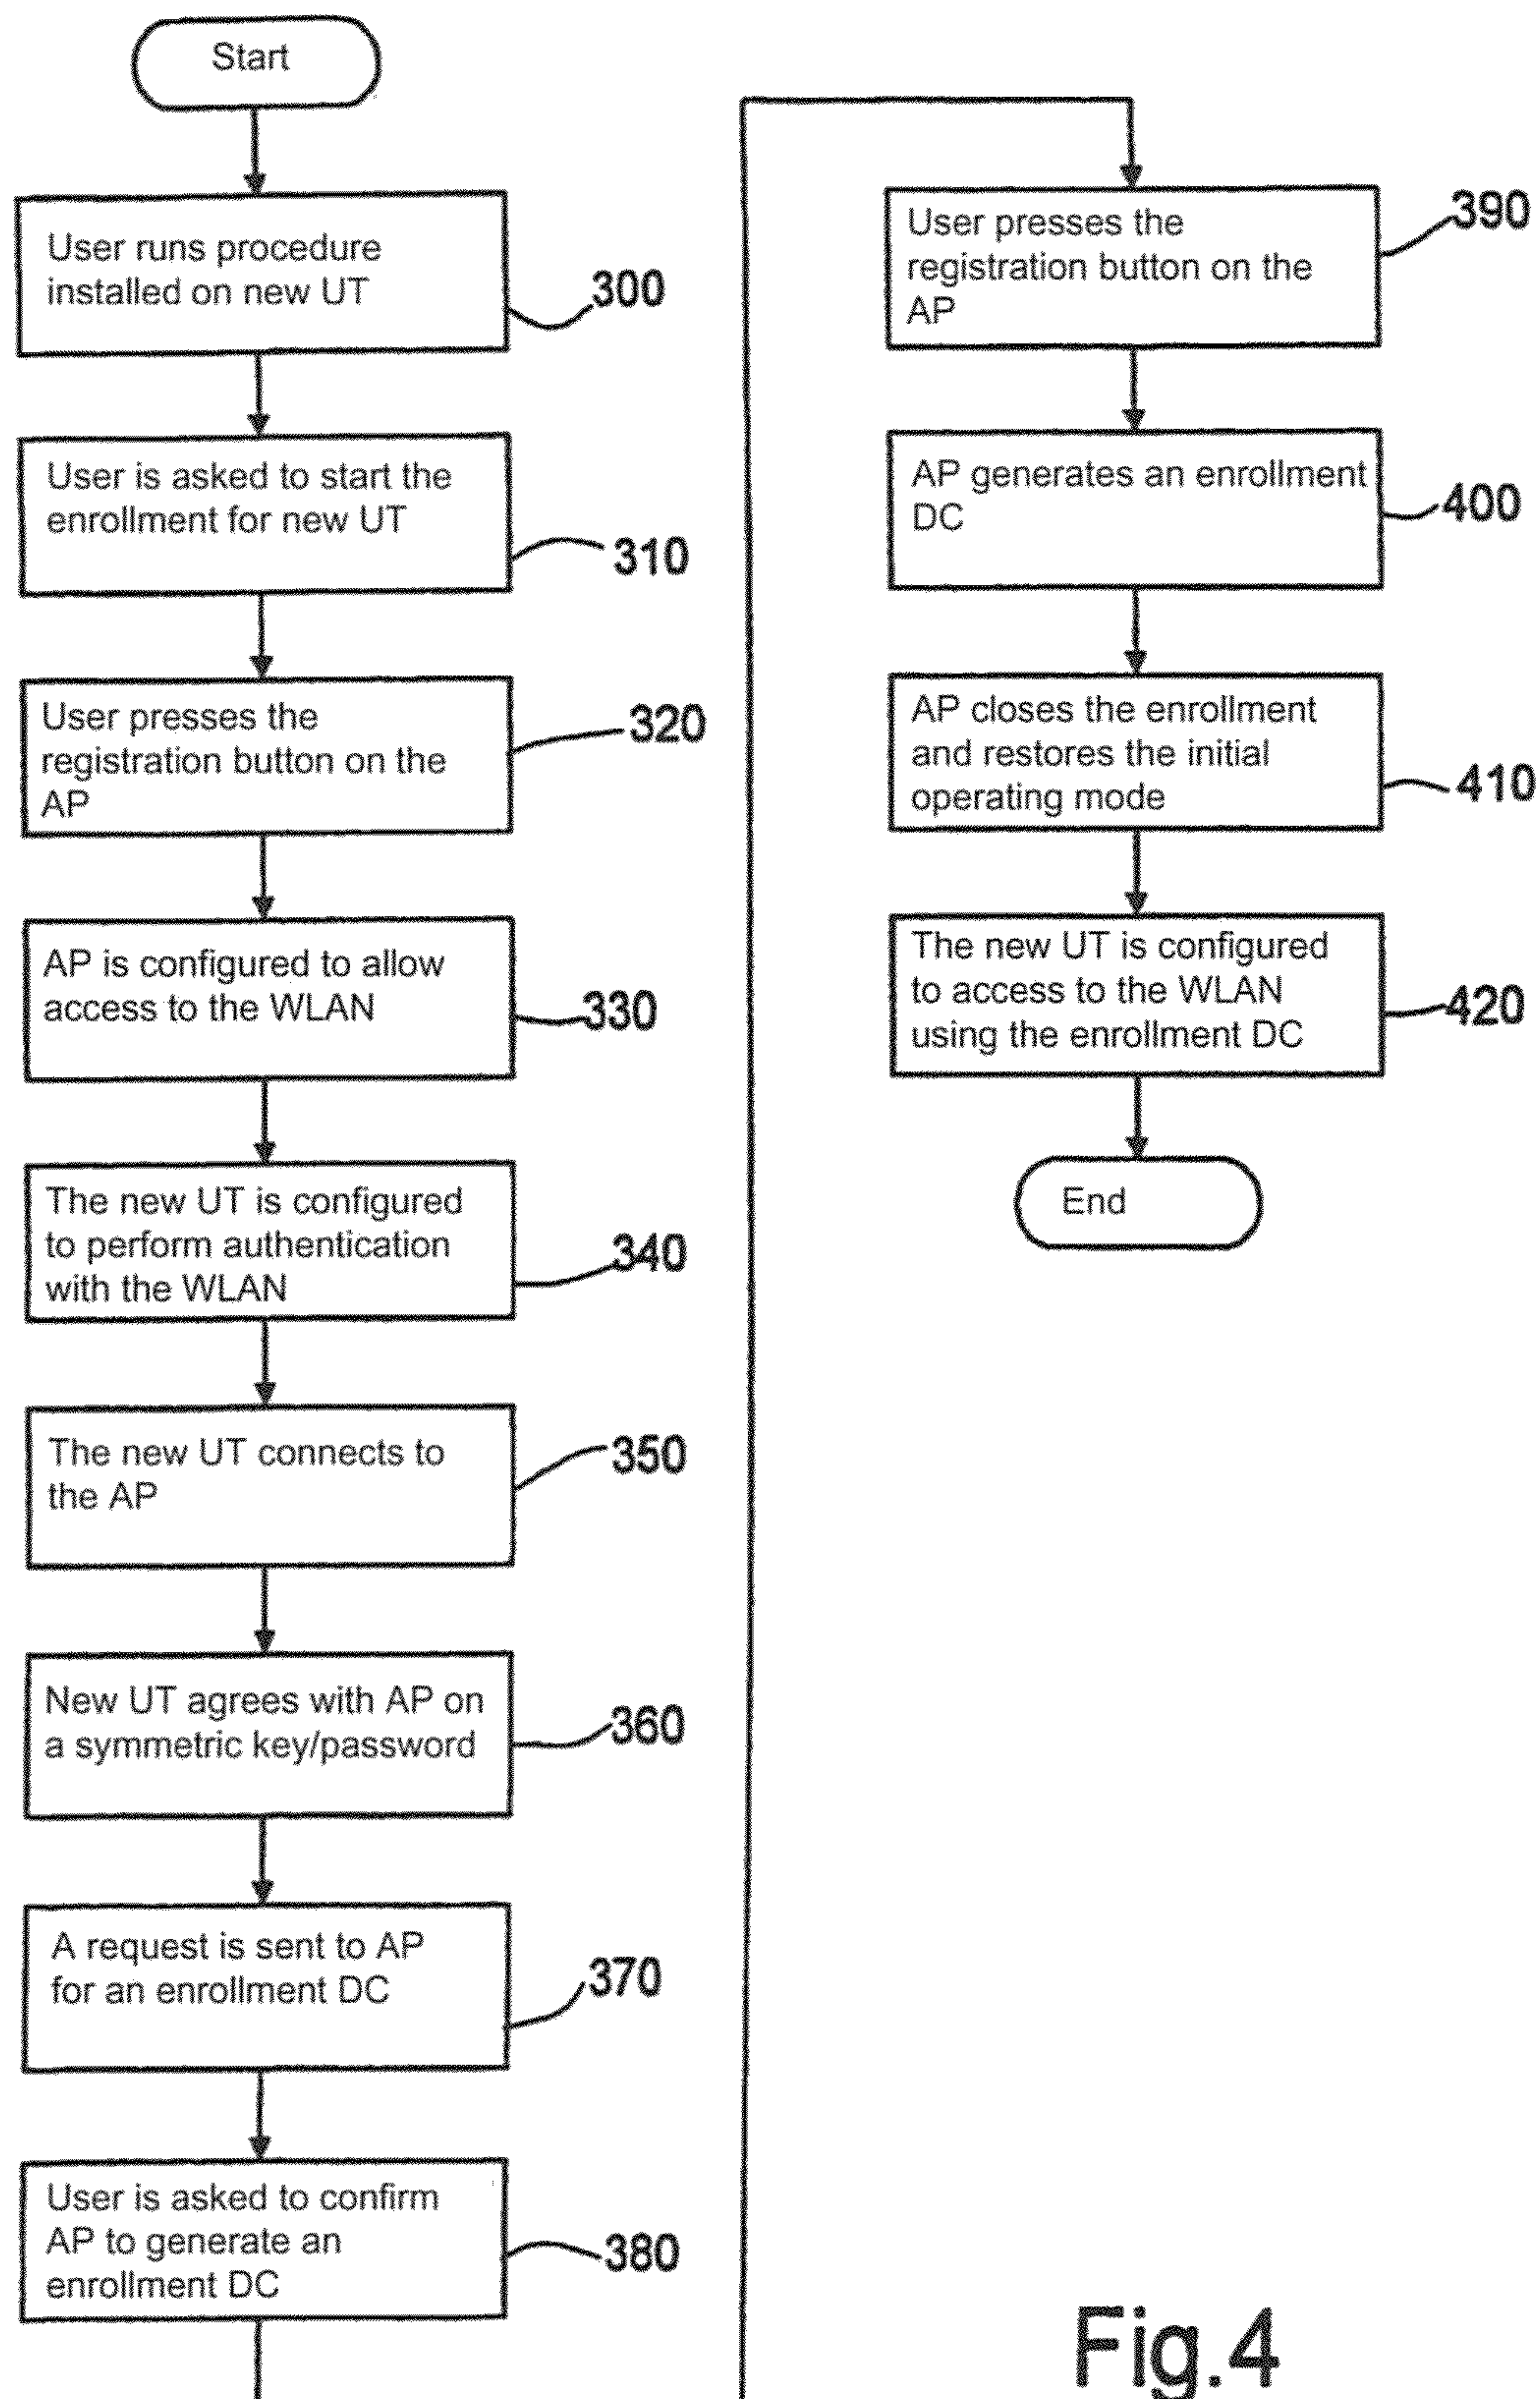 Start
User runs procedure
installed on new UT
300
User is asked to start the
enrollment for new UT
310
User presses the
registration button on the
AP
320
AP is configured to allow
access to the WLAN
330
The new UT is configured
to perform authentication
with the WLAN
340
The new UT connects to
the AP
350
New UT agrees with AP on
a symmetric key/password
360
A request is sent to AP
for an enrollment DC
370
User is asked to confirm
AP to generate an
enrollment DC
380
User presses the
registration button on the
AP
390
AP generates an enrollment
DC
400
AP closes the enrollment
and restores the initial
operating mode
410
The new UT is configured
to access to the WLAN
using the enrollment DC
420
End
Fig.4